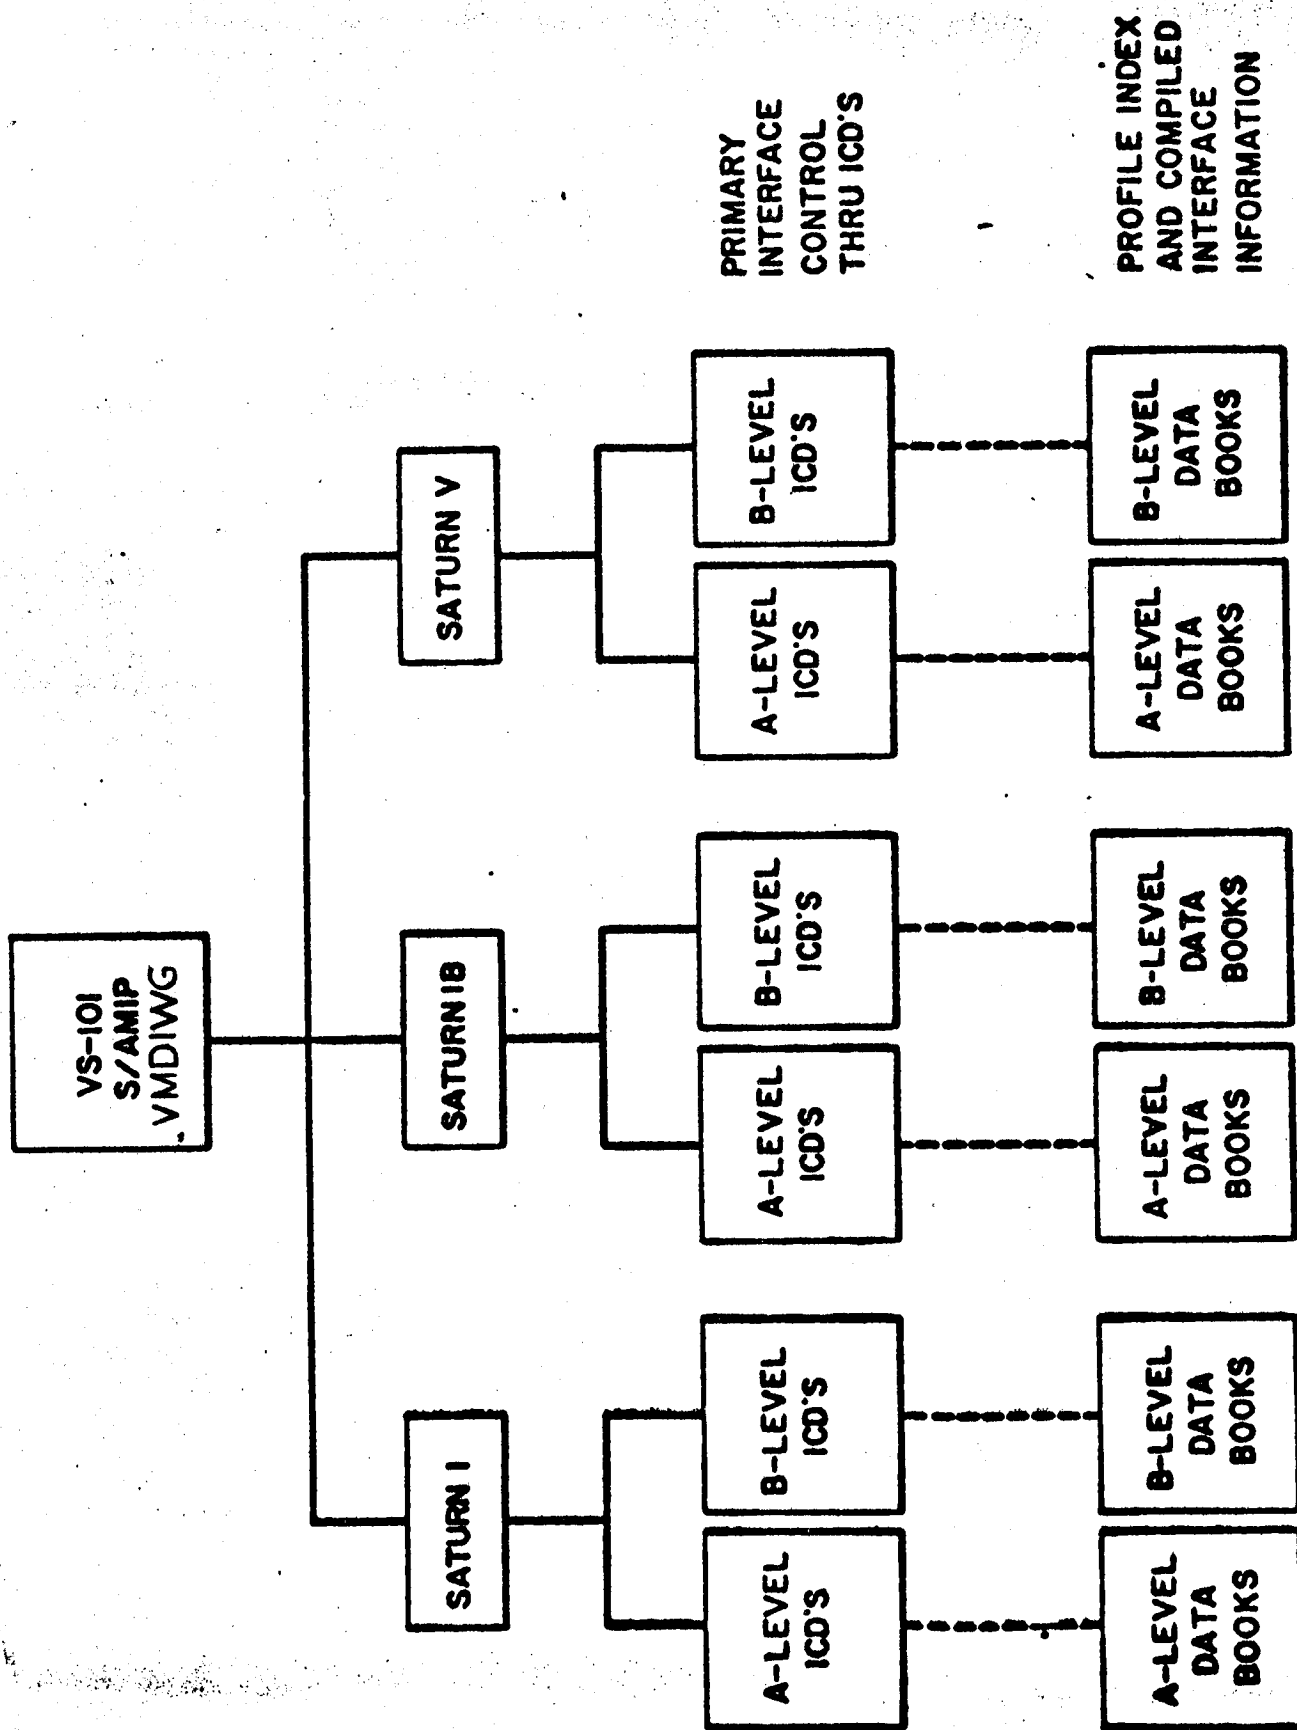 VS-101
S/AMIP
VMDIWG
SATURN I
SATURN IB
SATURN V
A-LEVEL
ICD'S
B-LEVEL
ICD'S
A-LEVEL
ICD'S
B-LEVEL
ICD'S
A-LEVEL
ICD'S
B-LEVEL
ICD'S
PRIMARY
INTERFACE
CONTROL
THRU ICD'S
A-LEVEL
DATA
BOOKS
B-LEVEL
DATA
BOOKS
A-LEVEL
DATA
BOOKS
B-LEVEL
DATA
BOOKS
A-LEVEL
DATA
BOOKS
B-LEVEL
DATA
BOOKS
PROFILE INDEX
AND COMPILED
INTERFACE
INFORMATION